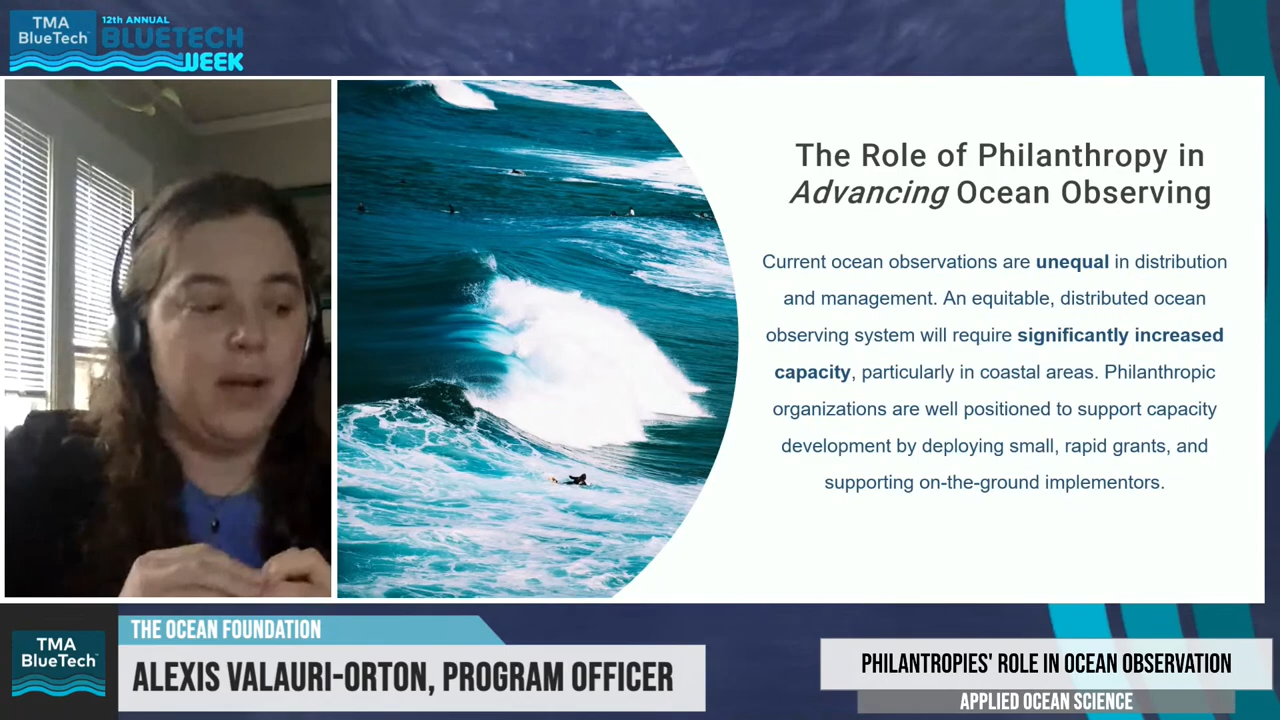 TMA
BlueTech™
12th ANNUAL
BLUETECH
WEEK
The Role of Philanthropy in
Advancing Ocean Observing
Current ocean observations are unequal in distribution
and management. An equitable, distributed ocean
observing system will require significantly increased
capacity, particularly in coastal areas. Philanthropic
organizations are well positioned to support capacity
development by deploying small, rapid grants, and
supporting on-the-ground implementors.
TMA
BlueTech™
THE OCEAN FOUNDATION
ALEXIS VALAURI-ORTON, PROGRAM OFFICER
PHILANTROPIES' ROLE IN OCEAN OBSERVATION
APPLIED OCEAN SCIENCE